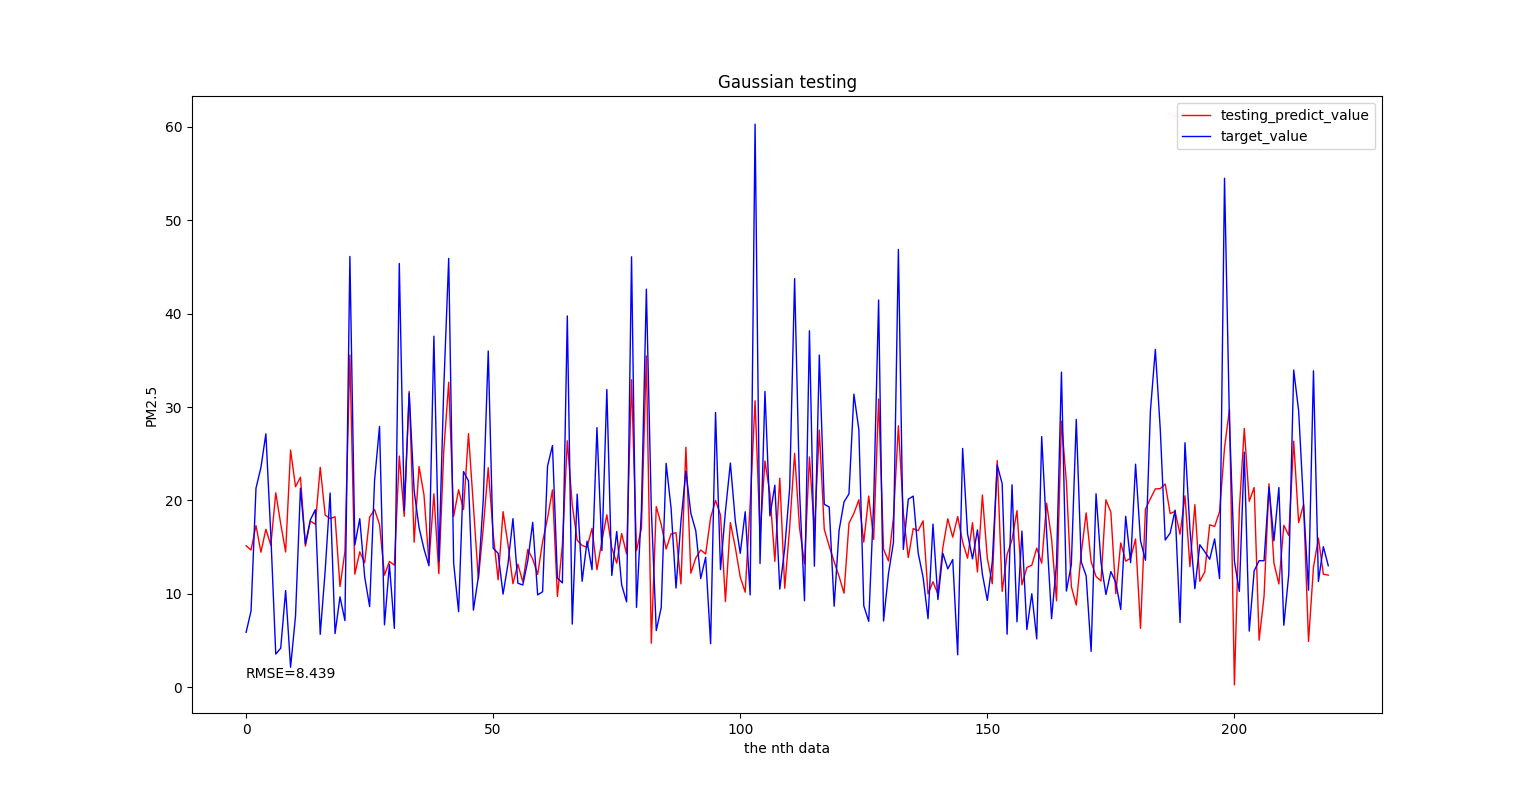 Gaussian testing
testing_predict_value
target_value
60
50
40
30
20
10
0
PM2.5
RMSE=8.439
0
50
100
150
200
the nth data